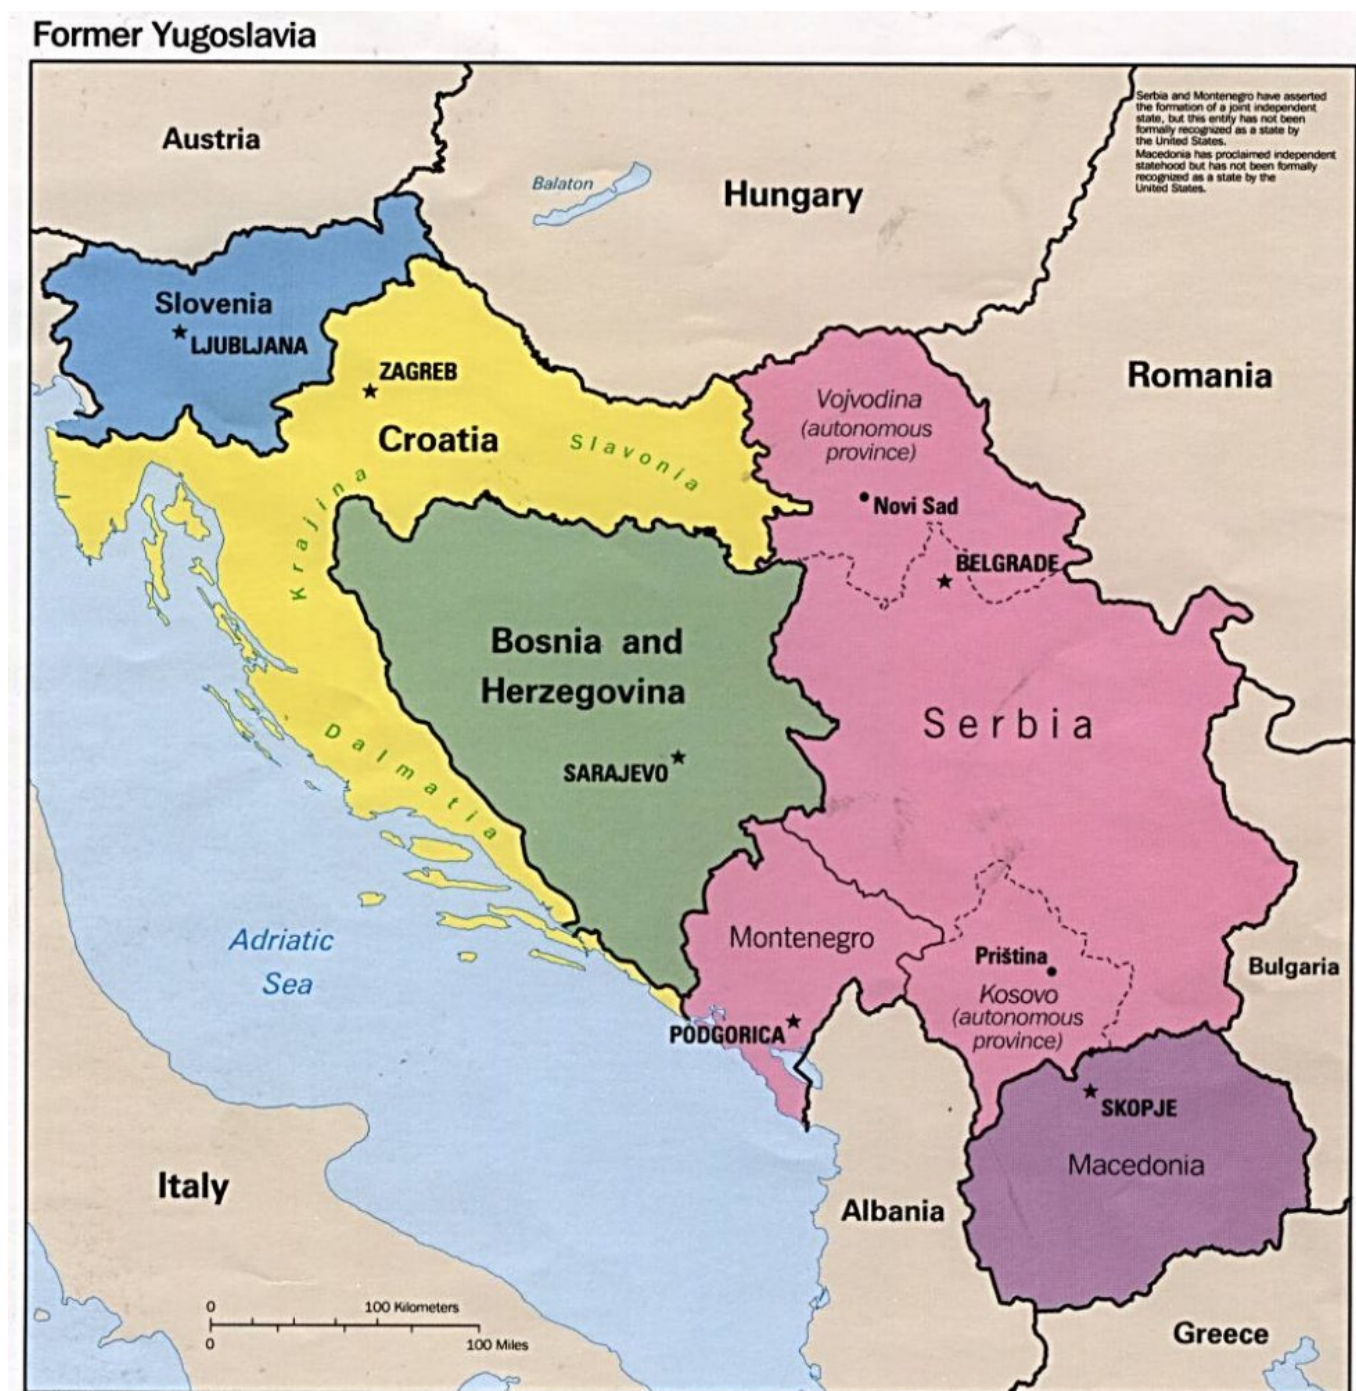 Former Yugoslavia
Serbia and Montenegro have asserted
the formation of a joint independent
state, but this entity has not been
formally recognized as a state by
the United States.
Macedonia has proclaimed independent
statehood but has not been formally
recognized as a state by the
United States.
Austria
Balaton
Hungary
Slovenia
LJUBLJANA
ZAGREB
Croatia
Slavonia
Krajina
Vojvodina
(autonomous
province)
Novi Sad
BELGRADE
Romania
Bosnia and
Herzegovina
SARAJEVO
Serbia
Dalmatia
Adriatic
Sea
Montenegro
PODGORICA
Priština
Kosovo
(autonomous
province)
Bulgaria
SKOPJE
Macedonia
Italy
Albania
Greece
0 100 Kilometers
0 100 Miles